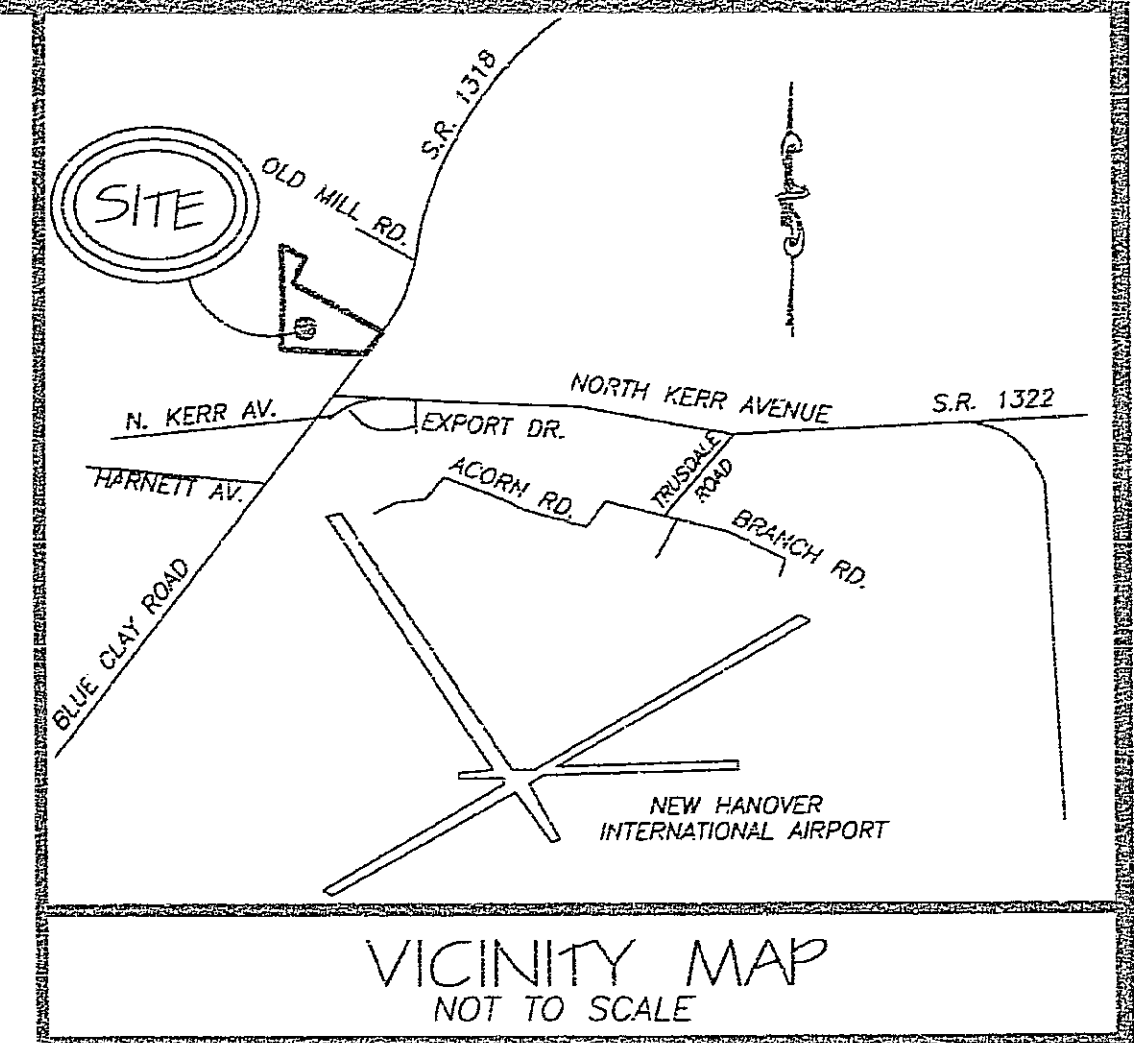 S.R. 1318
OLD MILL RD.
SITE
NORTH KERR AVENUE
S.R. 1322
N. KERR AV.
EXPORT DR.
HARNETT AV.
ACORN RD.
TRUSDALE
ROAD
BRANCH RD.
BLUE CLAY ROAD
NEW HANOVER
INTERNATIONAL AIRPORT
VICINITY MAP
NOT TO SCALE